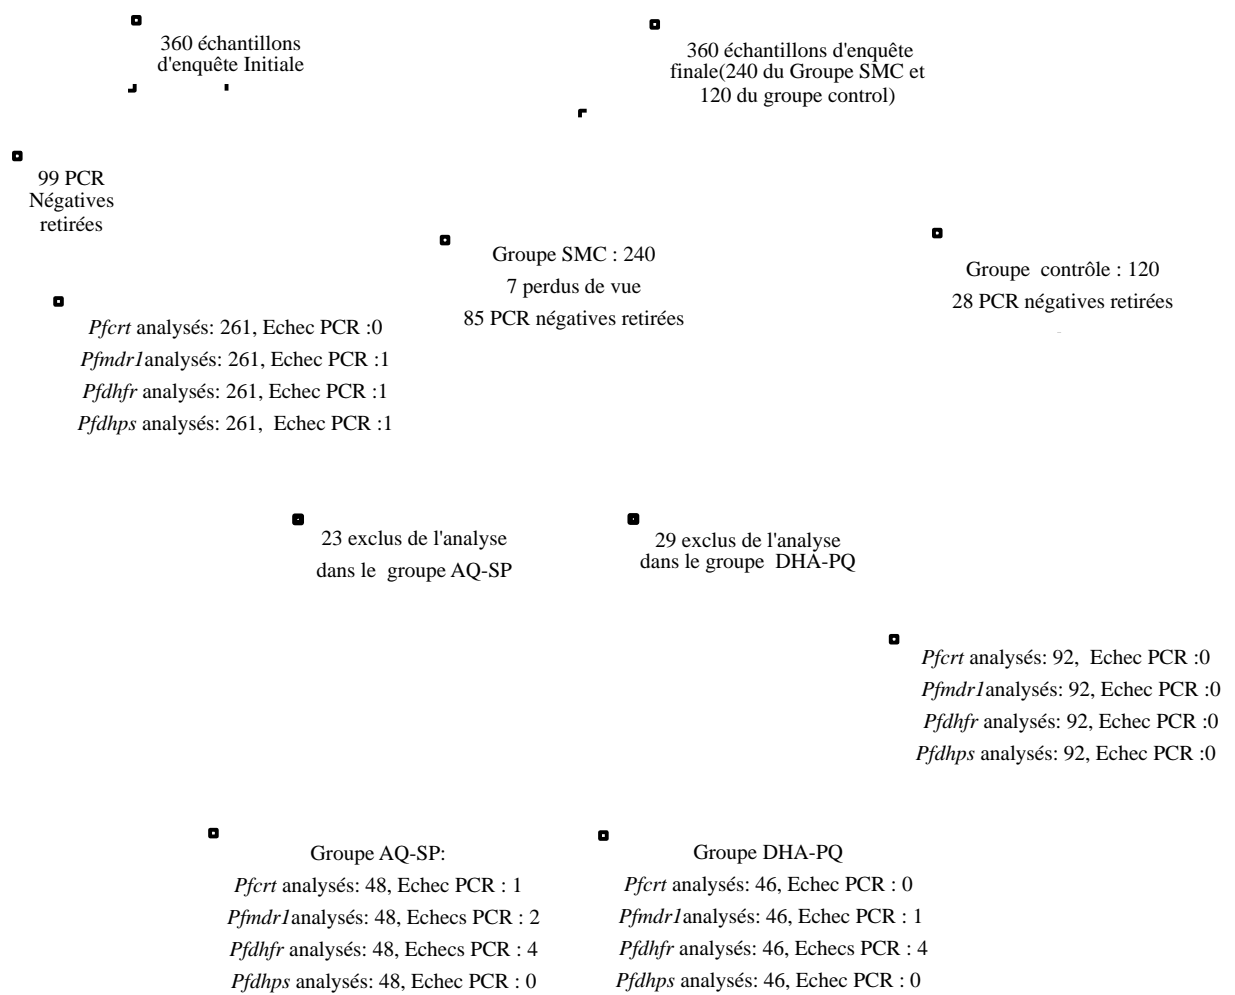 360 échantillons
d'enquête Initiale
360 échantillons d'enquête
finale(240 du Groupe SMC et
120 du groupe control)
99 PCR
Négatives
retirées
Groupe SMC : 240
7 perdus de vue
85 PCR négatives retirées
Groupe contrôle : 120
28 PCR négatives retirées
Pfcrt analysés: 261, Echec PCR :0
Pfmdr1analysés: 261, Echec PCR :1
Pfdhfr analysés: 261, Echec PCR :1
Pfdhps analysés: 261, Echec PCR :1
23 exclus de l'analyse
dans le groupe AQ-SP
29 exclus de l'analyse
dans le groupe DHA-PQ
Pfcrt analysés: 92, Echec PCR :0
Pfmdr1analysés: 92, Echec PCR :0
Pfdhfr analysés: 92, Echec PCR :0
Pfdhps analysés: 92, Echec PCR :0
Groupe AQ-SP:
Pfcrt analysés: 48, Echec PCR : 1
Pfmdr1analysés: 48, Echecs PCR : 2
Pfdhfr analysés: 48, Echecs PCR : 4
Pfdhps analysés: 48, Echec PCR : 0
Groupe DHA-PQ
Pfcrt analysés: 46, Echec PCR : 0
Pfmdr1analysés: 46, Echec PCR : 1
Pfdhfr analysés: 46, Echecs PCR : 4
Pfdhps analysés: 46, Echec PCR : 0